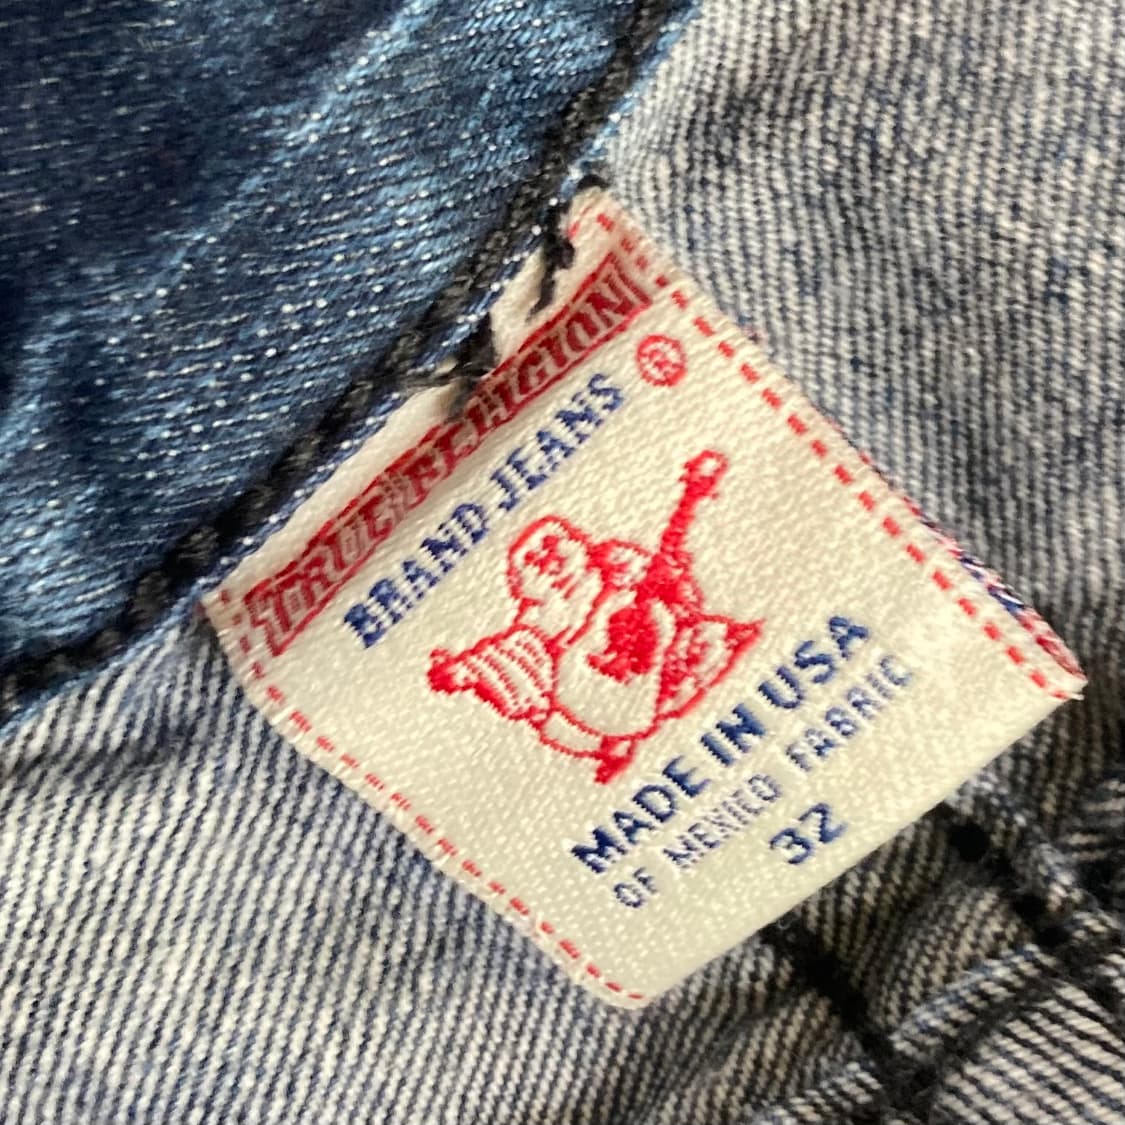 TRUE RELIGION
BRAND JEANS ®
MADE IN USA
OF MEXICO FABRIC
32